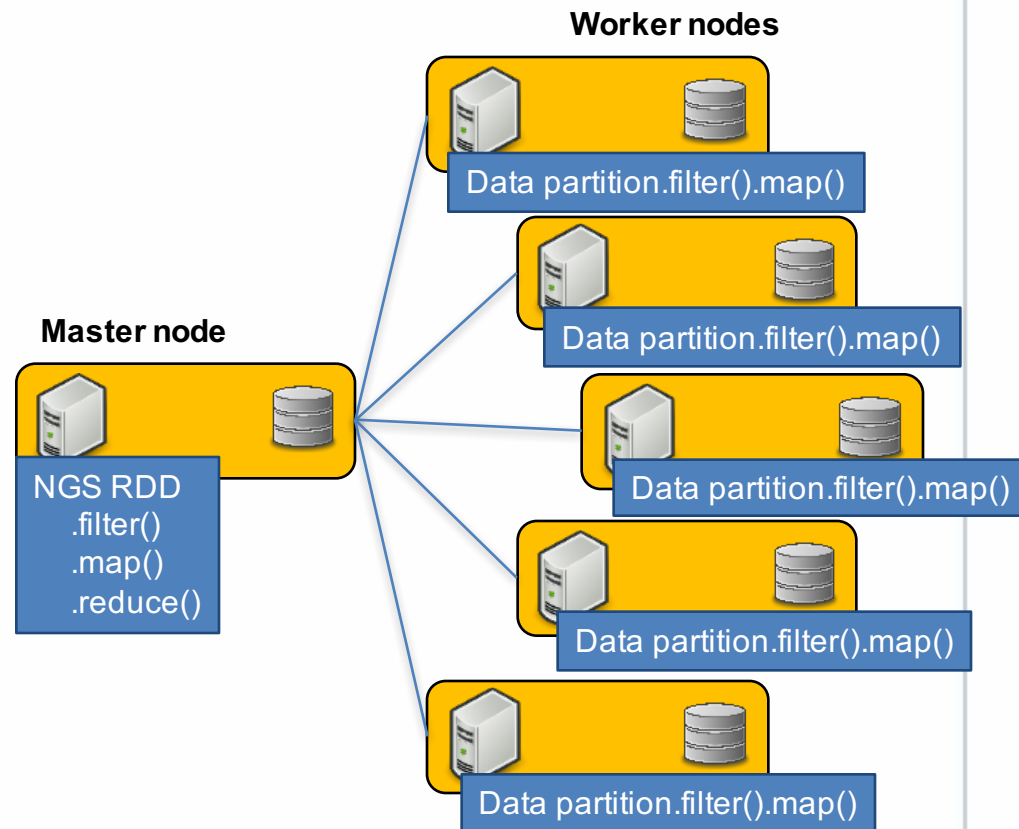 Worker nodes
Data partition.filter().map()
Data partition.filter().map()
Master node
NGS RDD
.filter()
.map()
.reduce()
Data partition.filter().map()
Data partition.filter().map()
Data partition.filter().map()